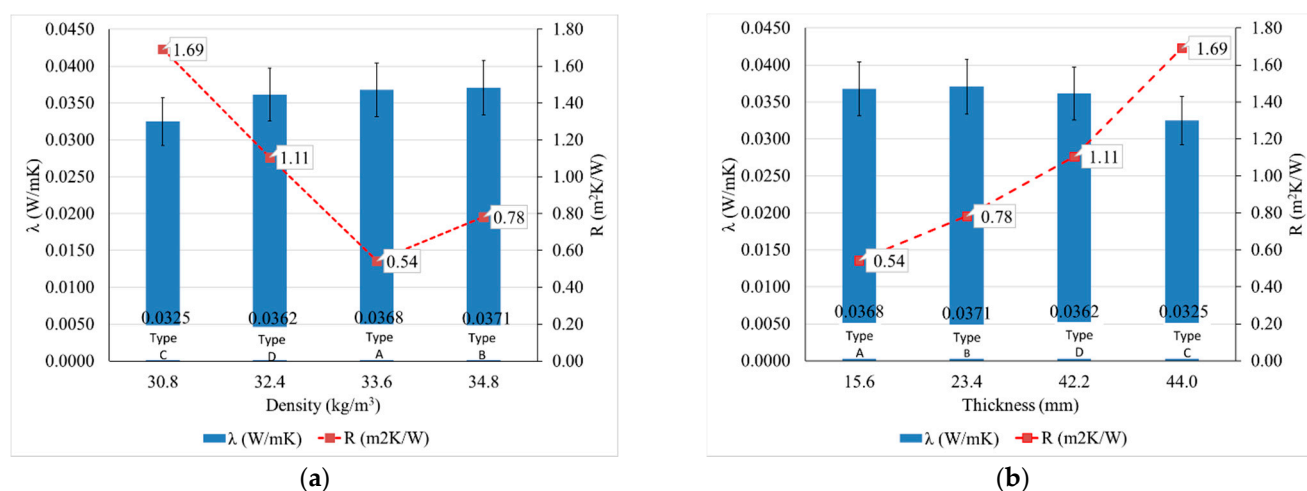 0.0450
0.0400
0.0350
0.0300
0.0250
0.0200
0.0150
0.0100
0.0050
0.0000
λ (W/mK)
1.69
1.11
0.54
0.78
0.0325 0.0362 0.0368 0.0371
Type Type Type Type
C D A B
30.8 32.4 33.6 34.8
Density (kg/m³)
1.80
1.60
1.40
1.20
1.00
0.80
0.60
0.40
0.20
0.00
R (m²K/W)
λ (W/mK) R (m2K/W)
(a)
0.0450
0.0400
0.0350
0.0300
0.0250
0.0200
0.0150
0.0100
0.0050
0.0000
λ (W/mK)
1.69
1.11
0.78
0.54
0.0368 0.0371 0.0362 0.0325
Type Type Type Type
A B D C
15.6 23.4 42.2 44.0
Thickness (mm)
1.80
1.60
1.40
1.20
1.00
0.80
0.60
0.40
0.20
0.00
R (m²K/W)
λ (W/mK) R (m2K/W)
(b)